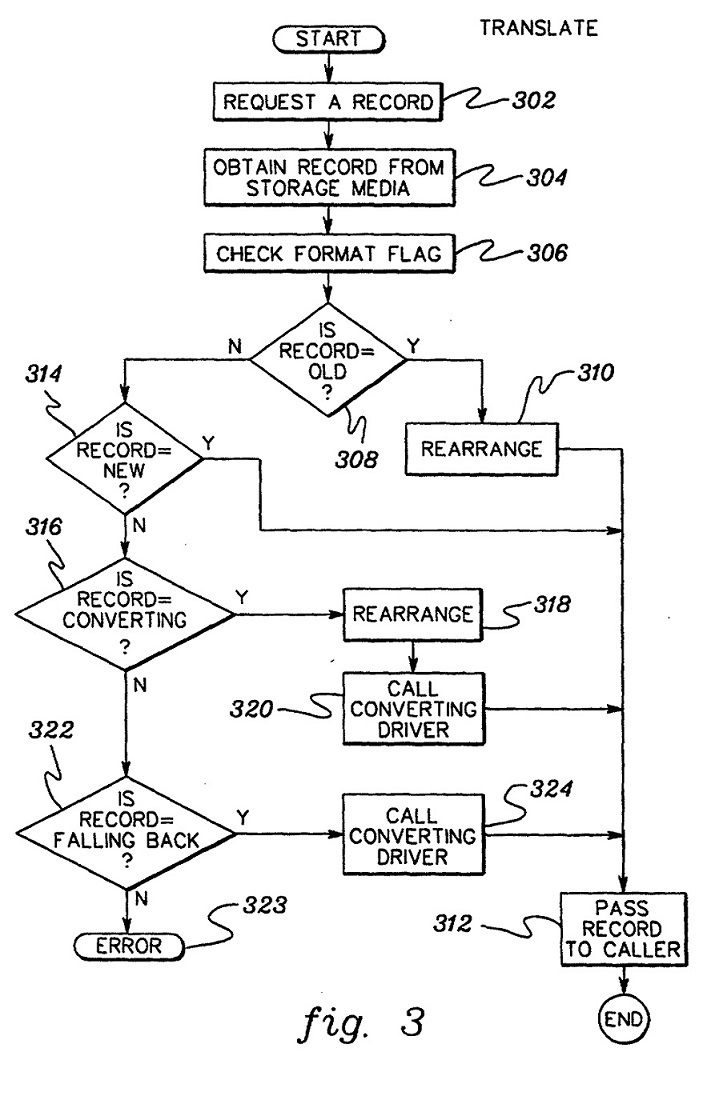 TRANSLATE
START
REQUEST A RECORD
302
OBTAIN RECORD FROM
STORAGE MEDIA
304
CHECK FORMAT FLAG
306
IS
RECORD=
OLD
?
N
Y
308
314
310
REARRANGE
IS
RECORD=
NEW
?
Y
N
316
IS
RECORD=
CONVERTING
?
Y
N
REARRANGE
318
CALL
CONVERTING
DRIVER
320
322
IS
RECORD=
FALLING BACK
?
Y
N
CALL
CONVERTING
DRIVER
324
ERROR
323
PASS
RECORD
TO CALLER
312
END
fig. 3